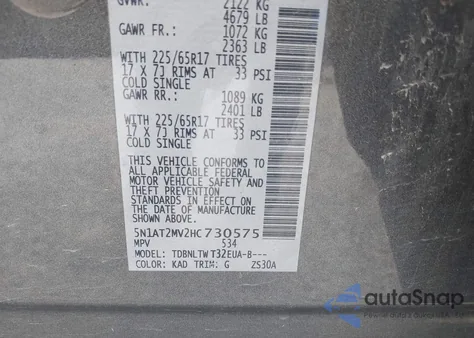 GVWR: 2122 KG
4679 LB
GAWR FR.: 1072 KG
2363 LB
WITH 225/65R17 TIRES
17 X 7J RIMS AT 33 PSI
COLD SINGLE
GAWR RR.: 1089 KG
2401 LB
WITH 225/65R17 TIRES
17 X 7J RIMS AT 33 PSI
COLD SINGLE
THIS VEHICLE CONFORMS TO
ALL APPLICABLE FEDERAL
MOTOR VEHICLE SAFETY AND
THEFT PREVENTION
STANDARDS IN EFFECT ON
THE DATE OF MANUFACTURE
SHOWN ABOVE.
5N1AT2MV2HC730575
MPV 534
MODEL: TDBNLTWT32EUA-B---
COLOR: KAD TRIM: G ZS30A
autoSnap